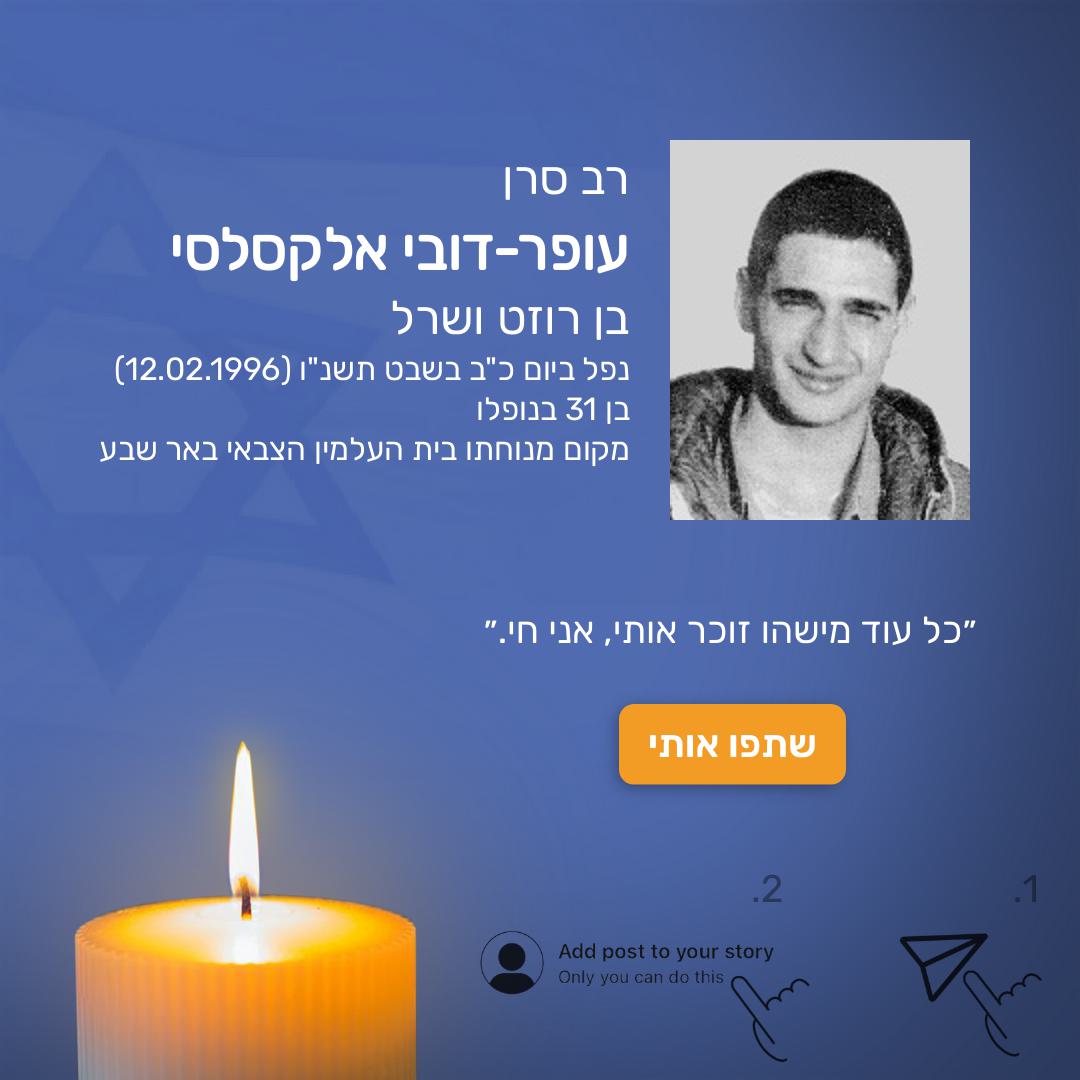 רב סרן
עופר-דובי אלקסלסי
בן רוזט ושרל
נפל ביום כ"ב בשבט תשנ"ו (12.02.1996)
בן 31 בנופלו
מקום מנוחתו בית העלמין הצבאי באר שבע
״כל עוד מישהו זוכר אותי, אני חי.״
שתפו אותי
.1
.2
Add post to your story
Only you can do this